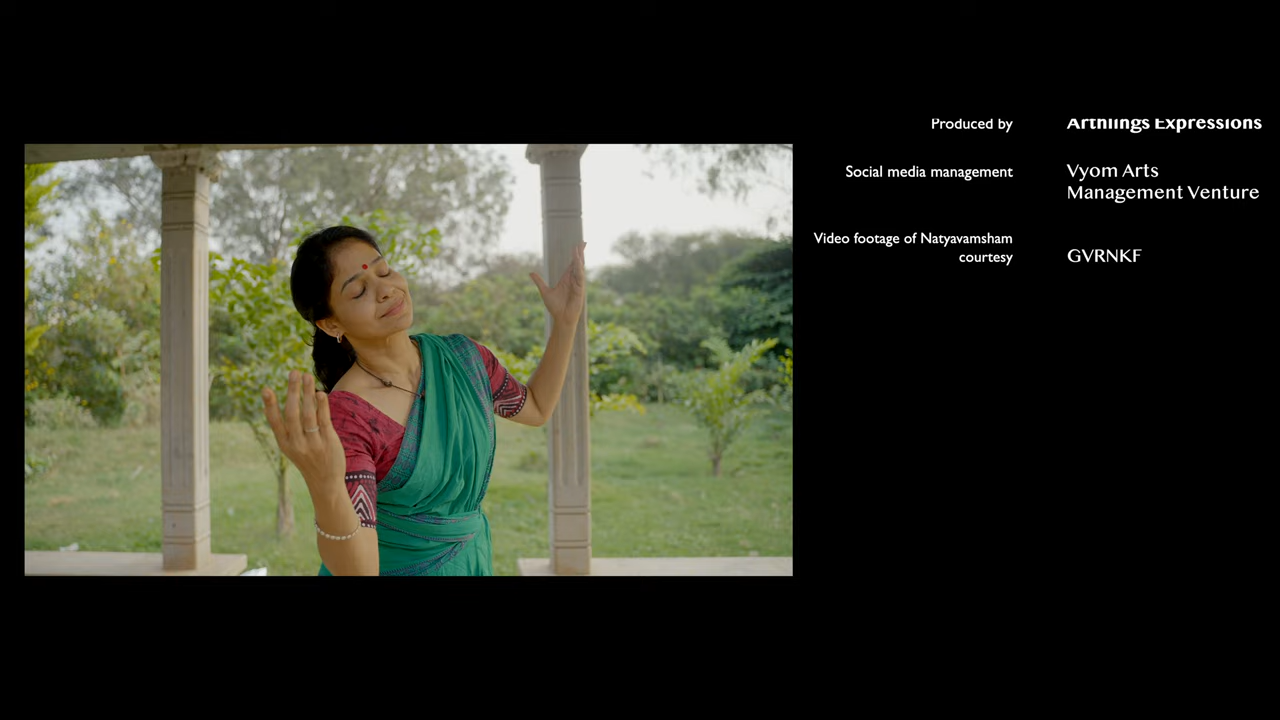 Produced by Arthlings Expressions
Social media management Vyom Arts
Management Venture
Video footage of Natyavamsham
courtesy GVRNKF